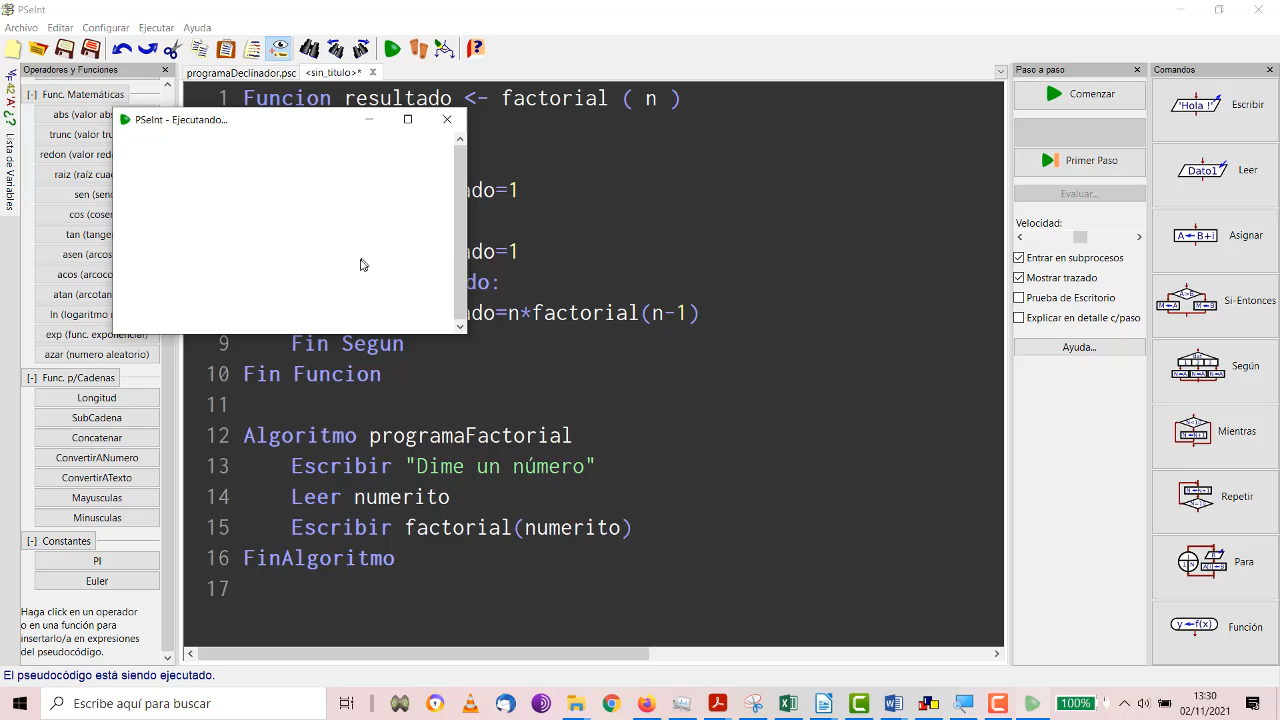 PSeInt
Archivo Editar Configurar Ejecutar Ayuda
Operadores y Funciones
programaDeclinador.psc
<sin_titulo>*
Paso a paso
Comandos
Lista de Variables
[-] Func. Matemáticas
abs (valor abs
trunc (valor
redon (valor red
raiz (raíz cuac
sen (seno
cos (coser
tan (tange
asen (arcos
acos (arcoco
atan (arcotan
ln (logaritmo n
exp (func. exponencial)
azar (numero aleatorio)
[-] Func. p/Cadenas
Longitud
SubCadena
Concatenar
ConvertirANumero
ConvertirATexto
Mayusculas
Minusculas
[-] Constantes
PI
Euler
Haga click en un operador
o en una función para
insertarlo/a en expresiones
del pseudocódigo.
1 Funcion resultado <- factorial ( n )
PSeInt - Ejecutando...
ado=1
ado=1
do:
ado=n*factorial(n-1)
9 Fin Segun
10 Fin Funcion
11
12 Algoritmo programaFactorial
13 Escribir "Dime un número"
14 Leer numerito
15 Escribir factorial(numerito)
16 FinAlgoritmo
17
Comenzar
Primer Paso
Evaluar...
Velocidad:
Entrar en subprocesos
Mostrar trazado
Prueba de Escritorio
Explicar en detalle c/paso
Ayuda...
'Hola !' Escribir
Dato1 Leer
A←B+i Asignar
Si-Entonces
Según
Mientras
Repetir
Para
y←f(x) Función
El pseudocódigo está siendo ejecutado.
Escribe aquí para buscar
100%
13:30
02/11/2021